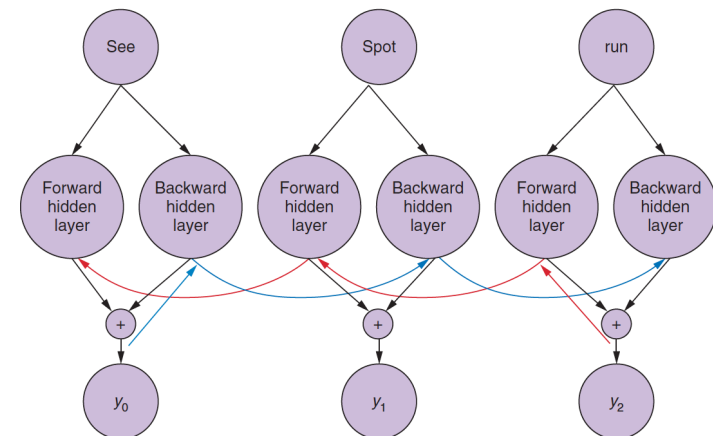 See
Spot
run
Forward
hidden
layer
Backward
hidden
layer
Forward
hidden
layer
Backward
hidden
layer
Forward
hidden
layer
Backward
hidden
layer
+
+
+
y₀
y₁
y₂